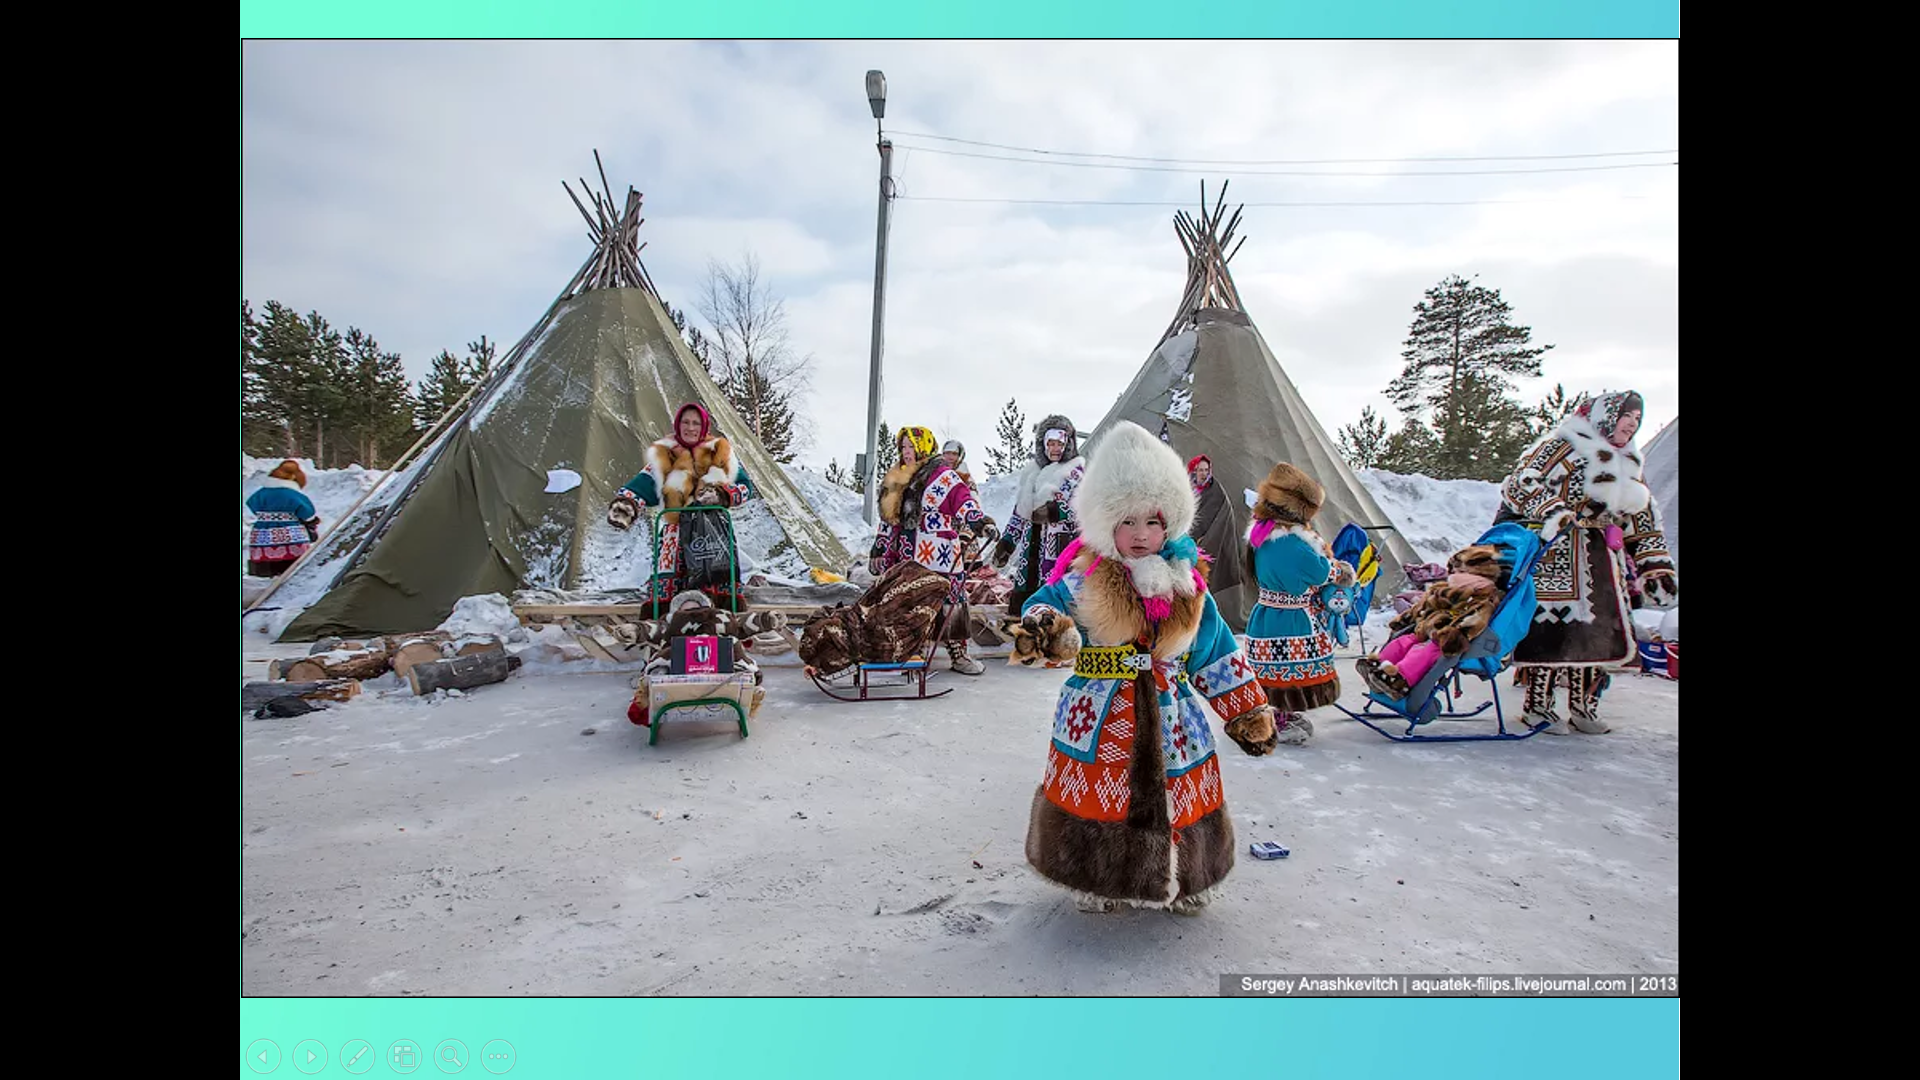 Sergey Anashkevitch | aquatek-filips.livejournal.com | 2013